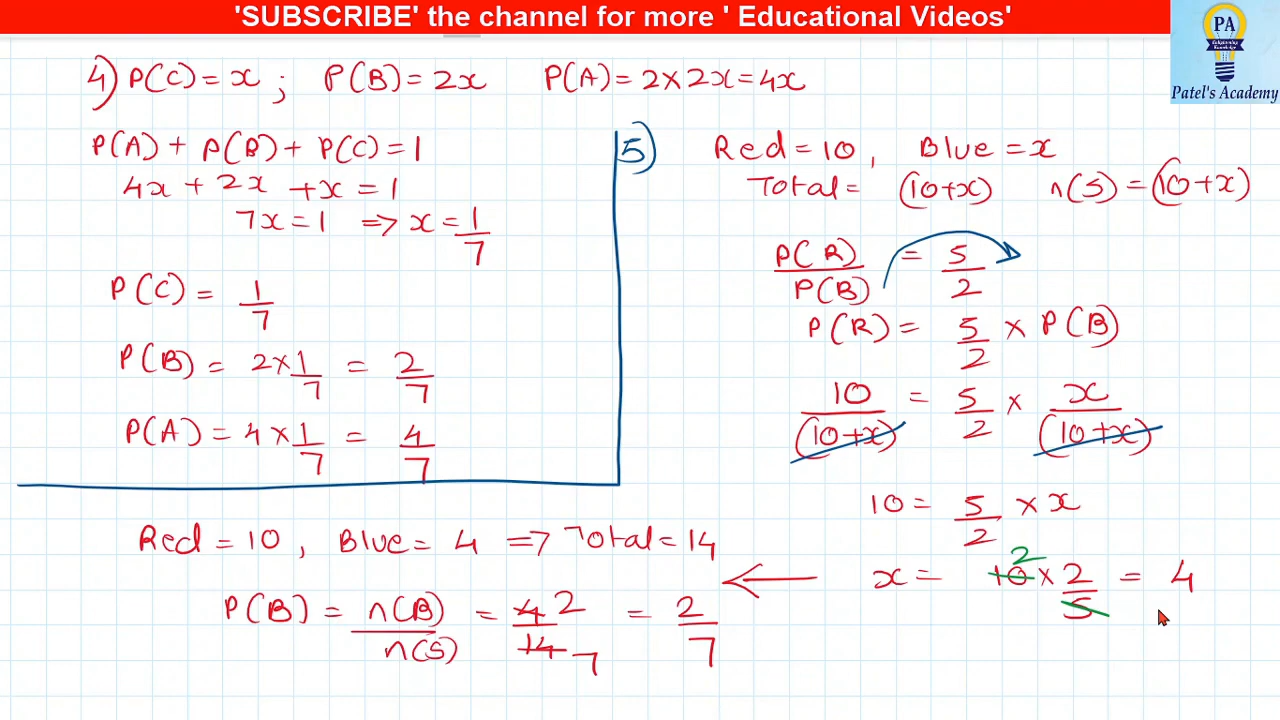 'SUBSCRIBE' the channel for more ' Educational Videos'
PA
Patel's Academy
4) P(C) = x ; P(B) = 2x P(A) = 2 × 2x = 4x
P(A) + P(B) + P(C) = 1
4x + 2x + x = 1
7x = 1 => x = 1/7
P(C) = 1/7
P(B) = 2 × 1/7 = 2/7
P(A) = 4 × 1/7 = 4/7
5) Red = 10 , Blue = x
Total = (10+x) n(S) = (10+x)
P(R)/P(B) = 5/2
P(R) = 5/2 × P(B)
10/(10+x) = 5/2 × x/(10+x)
10 = 5/2 × x
x = 10 2 × 2/5 = 4
Red = 10 , Blue = 4 => Total = 14
P(B) = n(B)/n(S) = 4 2/14 7 = 2/7